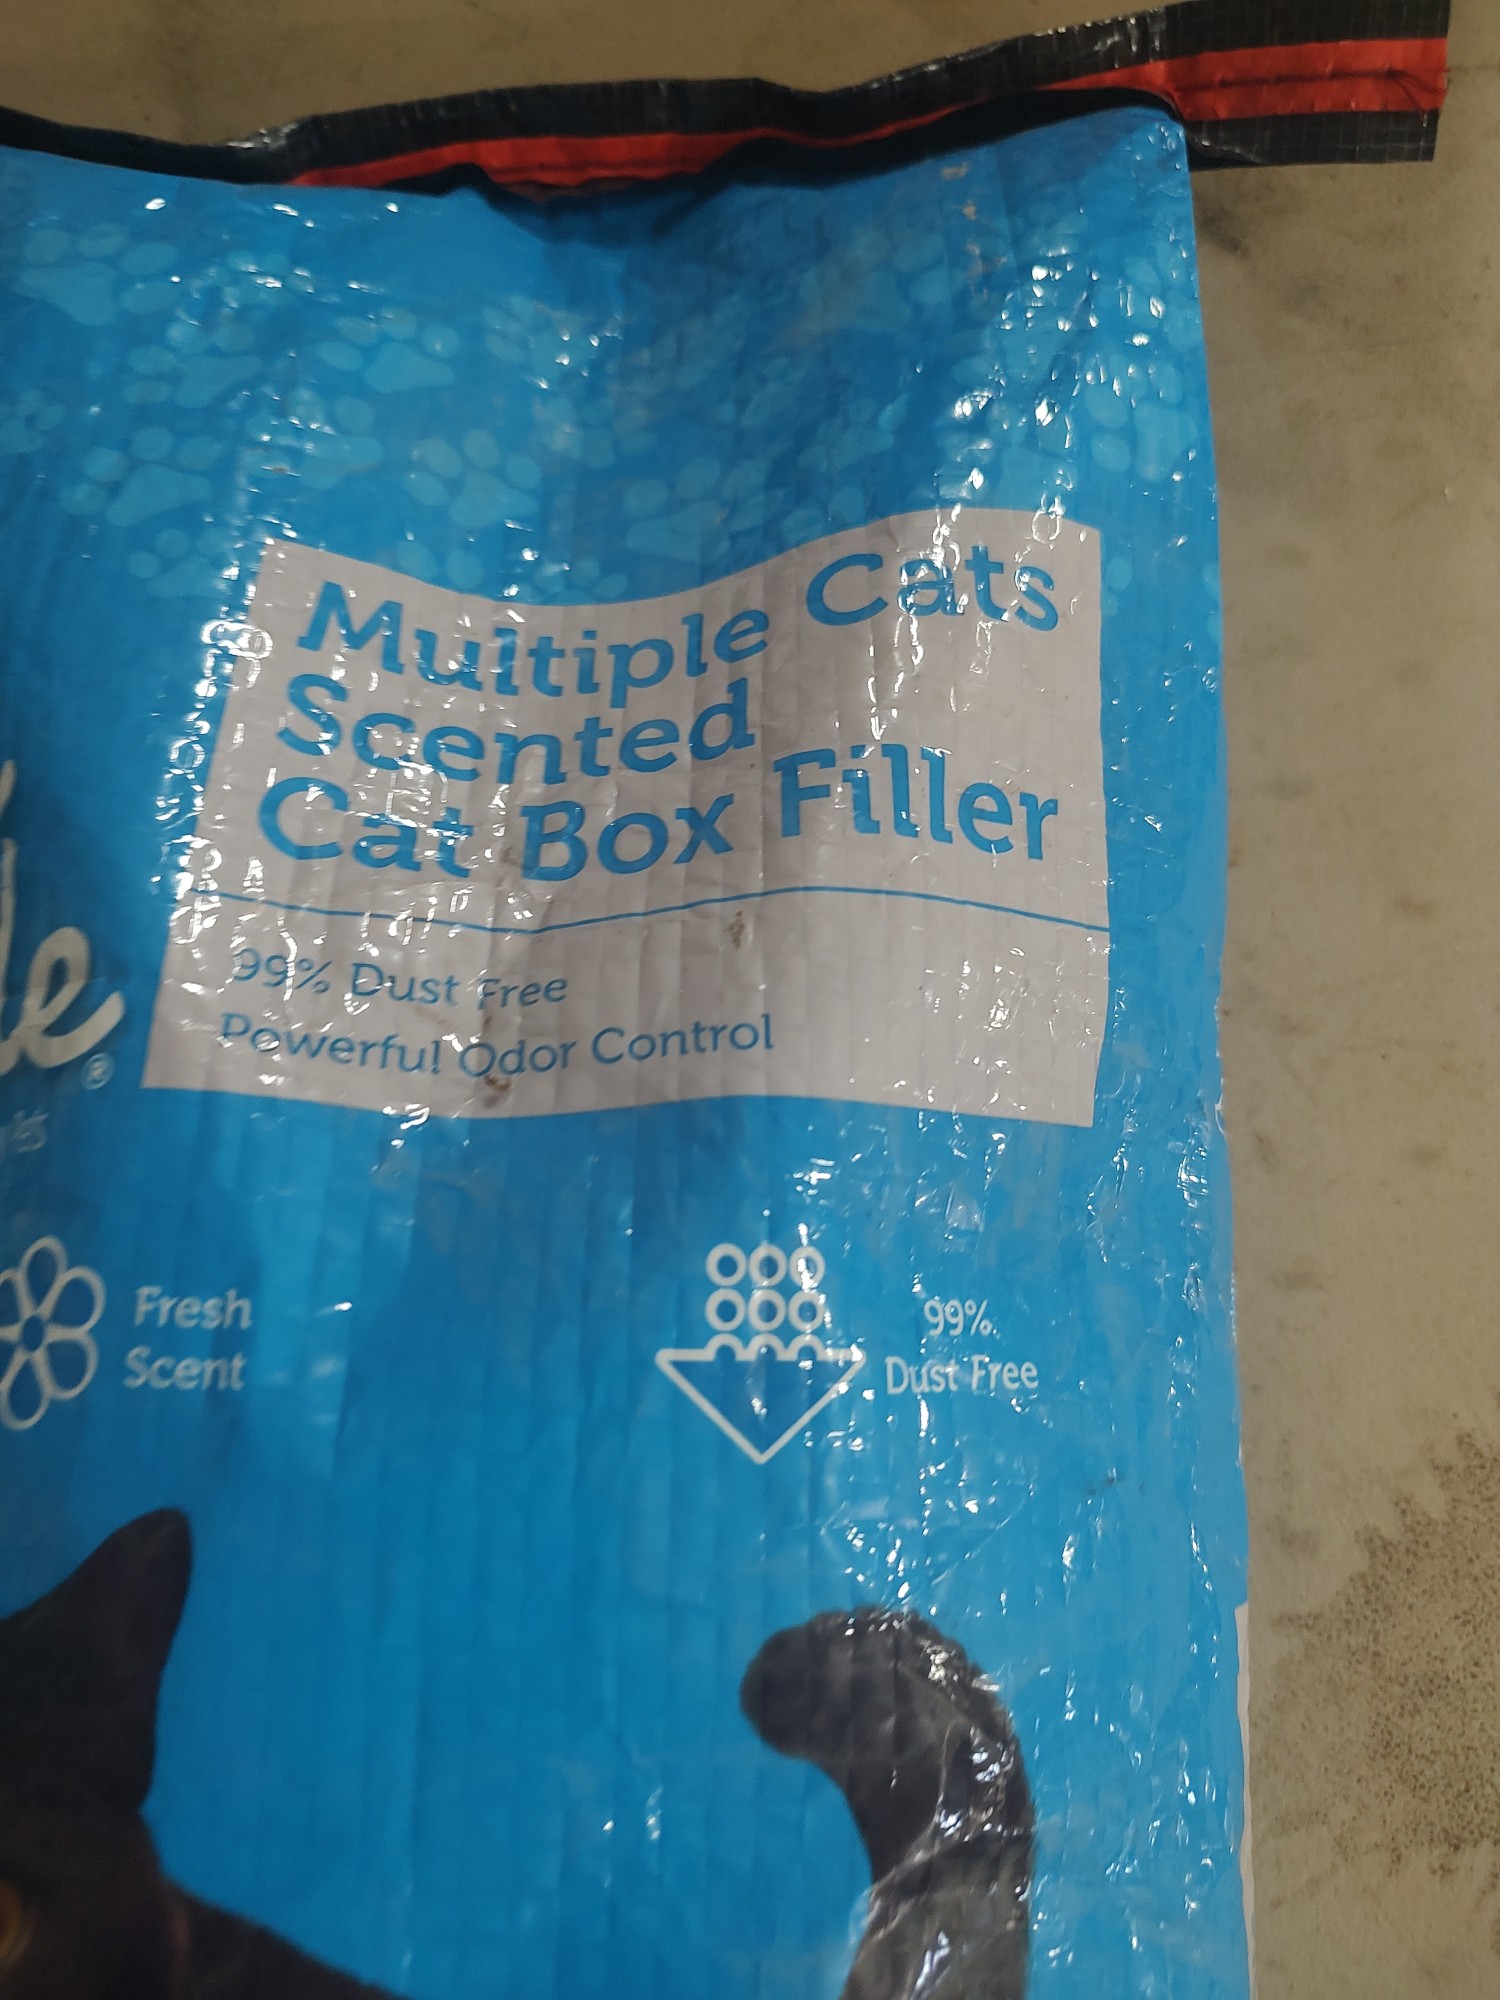 Multiple Cats
Scented
Cat Box Filler
99% Dust Free
Powerful Odor Control
Fresh
Scent
99%
Dust Free